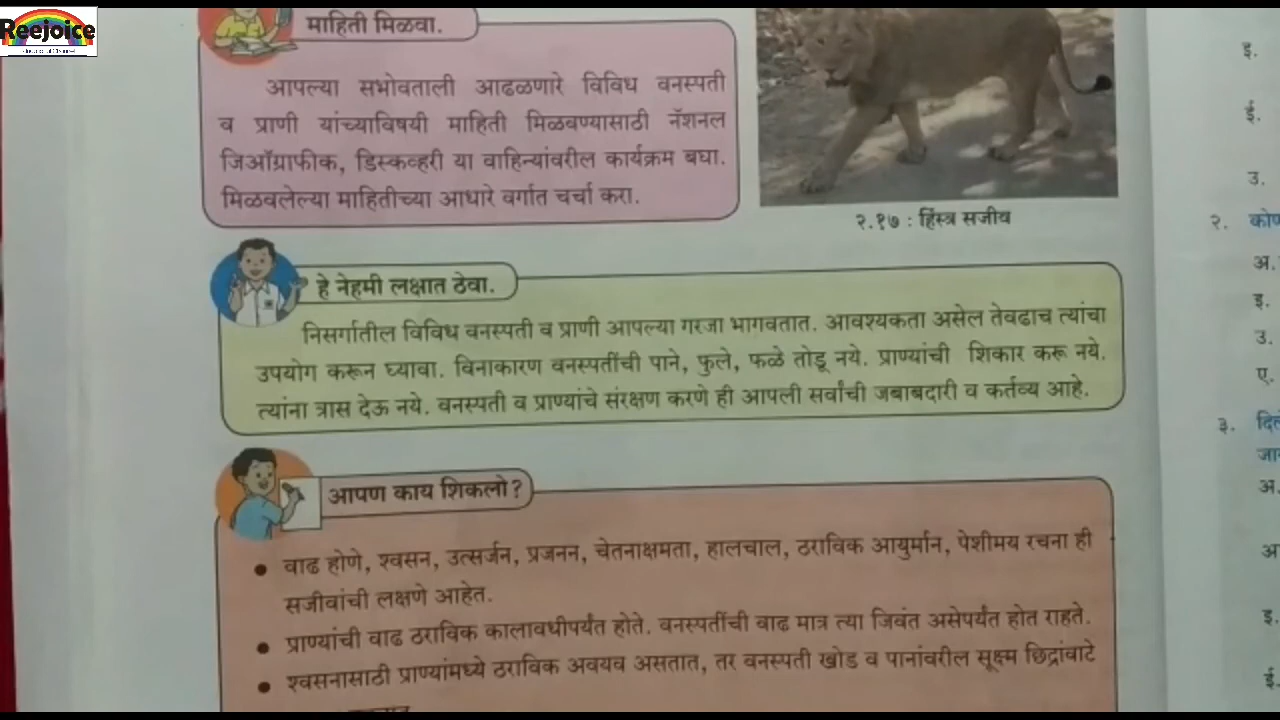 Reejoice
माहिती मिळवा.
आपल्या सभोवताली आढळणारे विविध वनस्पती
व प्राणी यांच्याविषयी माहिती मिळवण्यासाठी नॅशनल
जिऑग्राफीक, डिस्कव्हरी या वाहिन्यांवरील कार्यक्रम बघा.
मिळवलेल्या माहितीच्या आधारे वर्गात चर्चा करा.
२.१७ : हिंस्त्र सजीव
हे नेहमी लक्षात ठेवा.
निसर्गातील विविध वनस्पती व प्राणी आपल्या गरजा भागवतात. आवश्यकता असेल तेवढाच त्यांचा
उपयोग करून घ्यावा. विनाकारण वनस्पतींची पाने, फुले, फळे तोडू नये. प्राण्यांची शिकार करू नये.
त्यांना त्रास देऊ नये. वनस्पती व प्राण्यांचे संरक्षण करणे ही आपली सर्वांची जबाबदारी व कर्तव्य आहे.
आपण काय शिकलो?
● वाढ होणे, श्वसन, उत्सर्जन, प्रजनन, चेतनाक्षमता, हालचाल, ठराविक आयुर्मान, पेशीमय रचना ही
सजीवांची लक्षणे आहेत.
● प्राण्यांची वाढ ठराविक कालावधीपर्यंत होते. वनस्पतींची वाढ मात्र त्या जिवंत असेपर्यंत होत राहते.
● श्वसनासाठी प्राण्यांमध्ये ठराविक अवयव असतात, तर वनस्पती खोड व पानांवरील सूक्ष्म छिद्रांवाटे
इ.
ई.
उ.
२.
अ.
इ.
उ.
ए.
३.
अ.
इ.
ई.